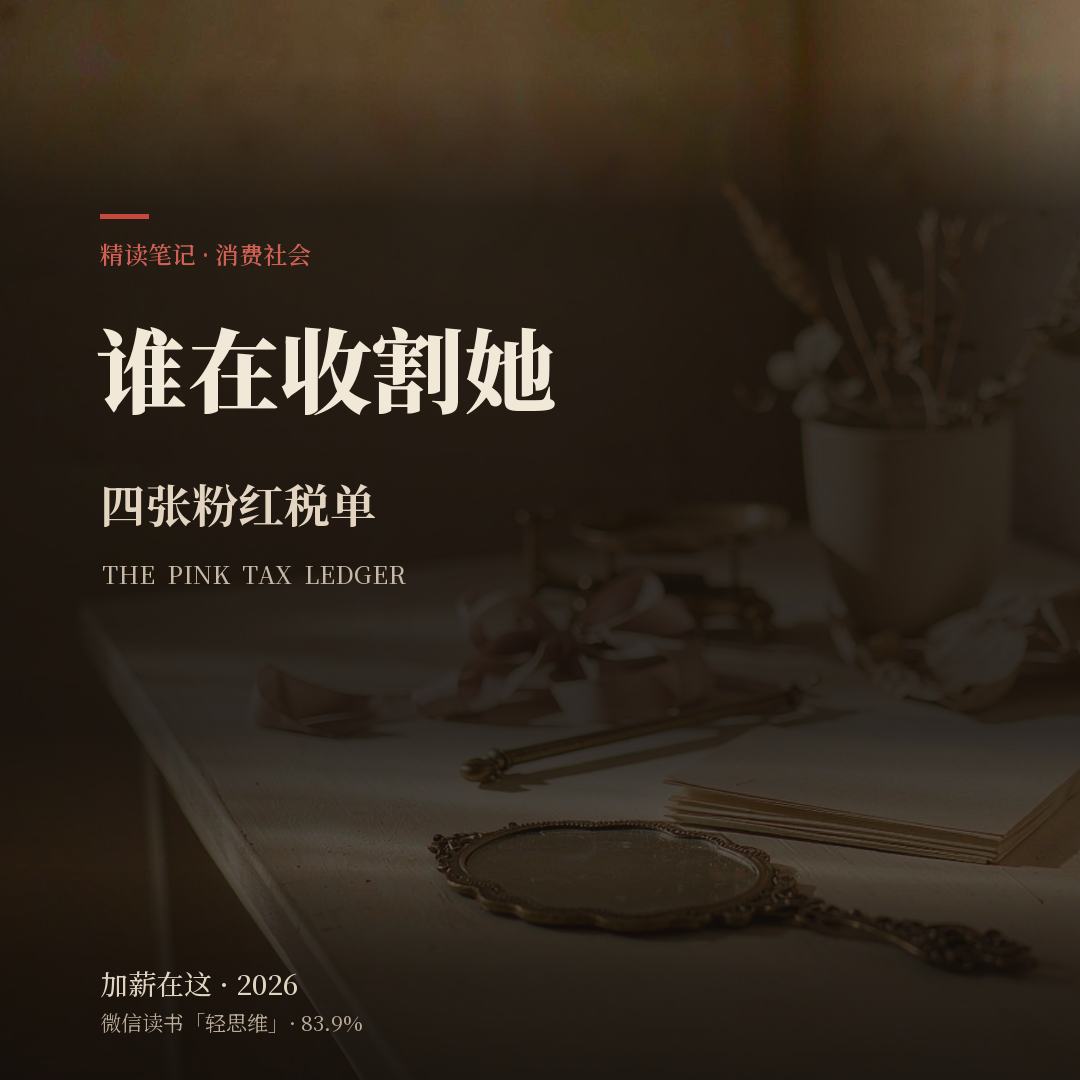 精读笔记 · 消费社会
谁在收割她
四张粉红税单
THE PINK TAX LEDGER
加薪在这 · 2026
微信读书「轻思维」· 83.9%